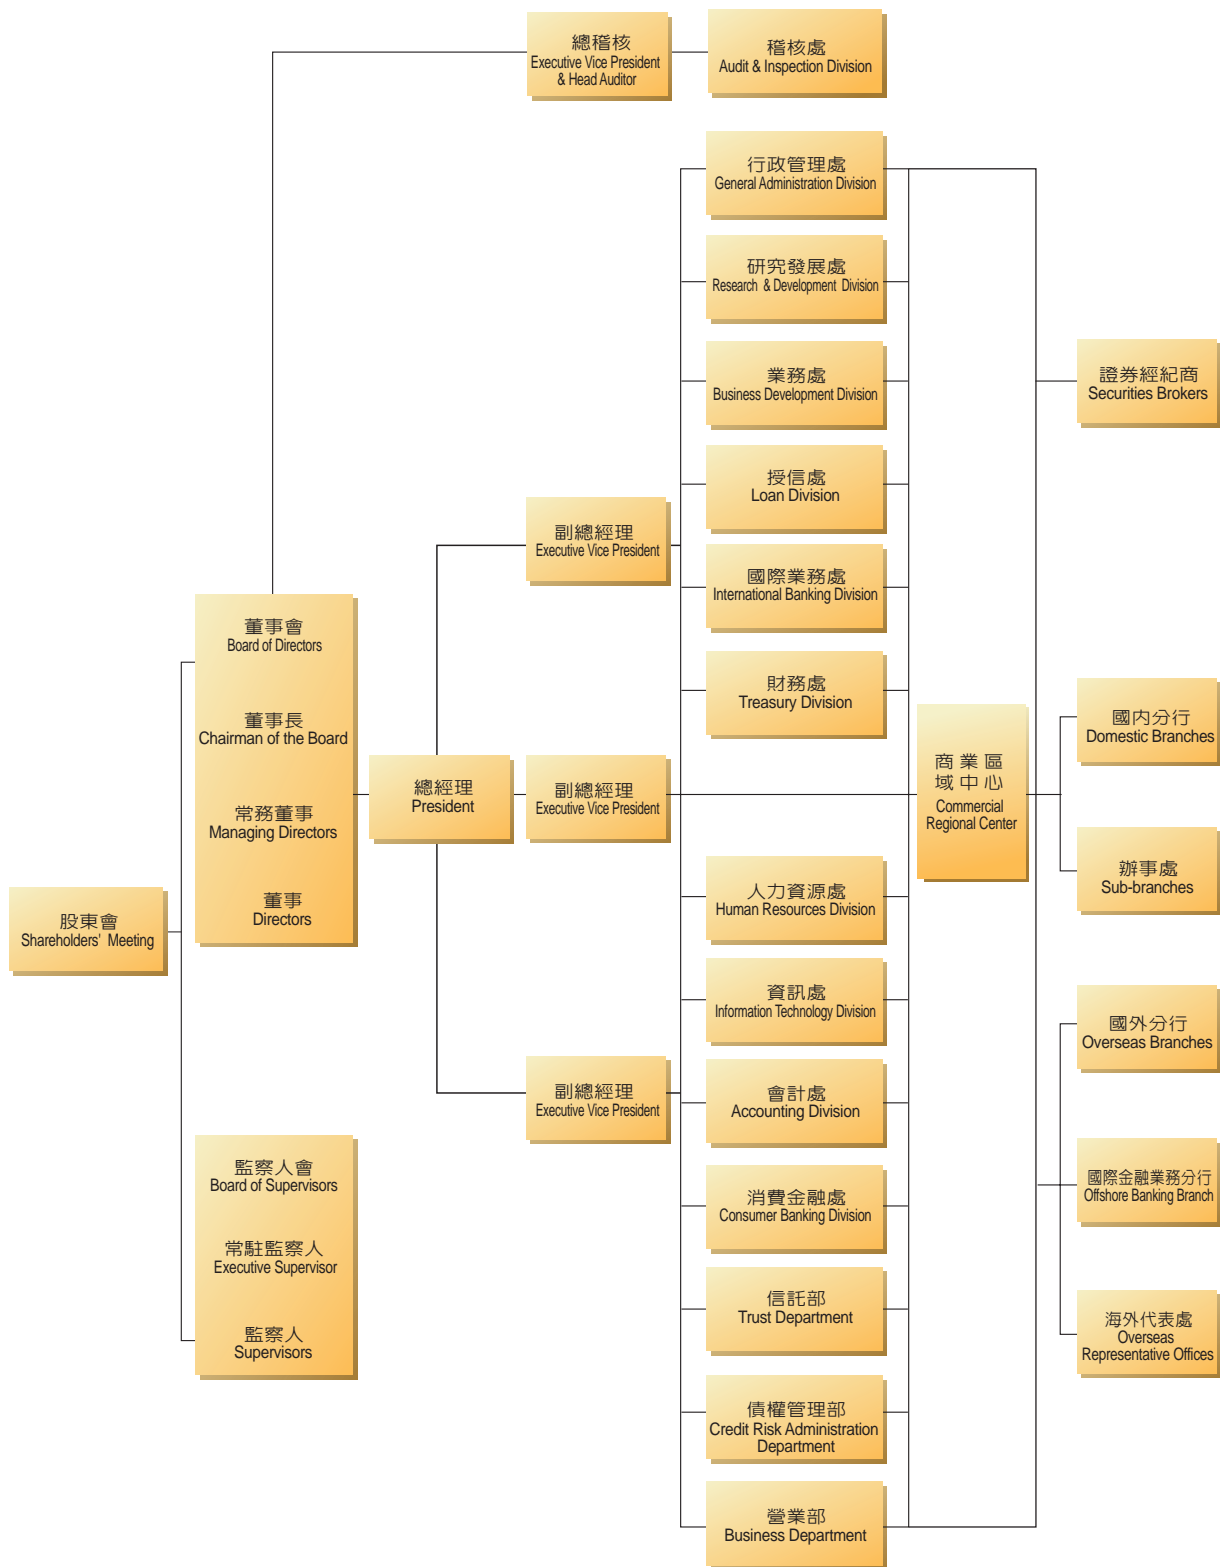 總稽核
Executive Vice President
& Head Auditor
稽核處
Audit & Inspection Division
行政管理處
General Administration Division
研究發展處
Research & Development Division
業務處
Business Development Division
證券經紀商
Securities Brokers
授信處
Loan Division
副總經理
Executive Vice President
國際業務處
International Banking Division
董事會
Board of Directors
董事長
Chairman of the Board
常務董事
Managing Directors
董事
Directors
財務處
Treasury Division
國內分行
Domestic Branches
總經理
President
副總經理
Executive Vice President
商業區
域中心
Commercial
Regional Center
辦事處
Sub-branches
股東會
Shareholders' Meeting
人力資源處
Human Resources Division
資訊處
Information Technology Division
國外分行
Overseas Branches
副總經理
Executive Vice President
會計處
Accounting Division
監察人會
Board of Supervisors
常駐監察人
Executive Supervisor
監察人
Supervisors
消費金融處
Consumer Banking Division
國際金融業務分行
Offshore Banking Branch
信託部
Trust Department
海外代表處
Overseas
Representative Offices
債權管理部
Credit Risk Administration
Department
營業部
Business Department